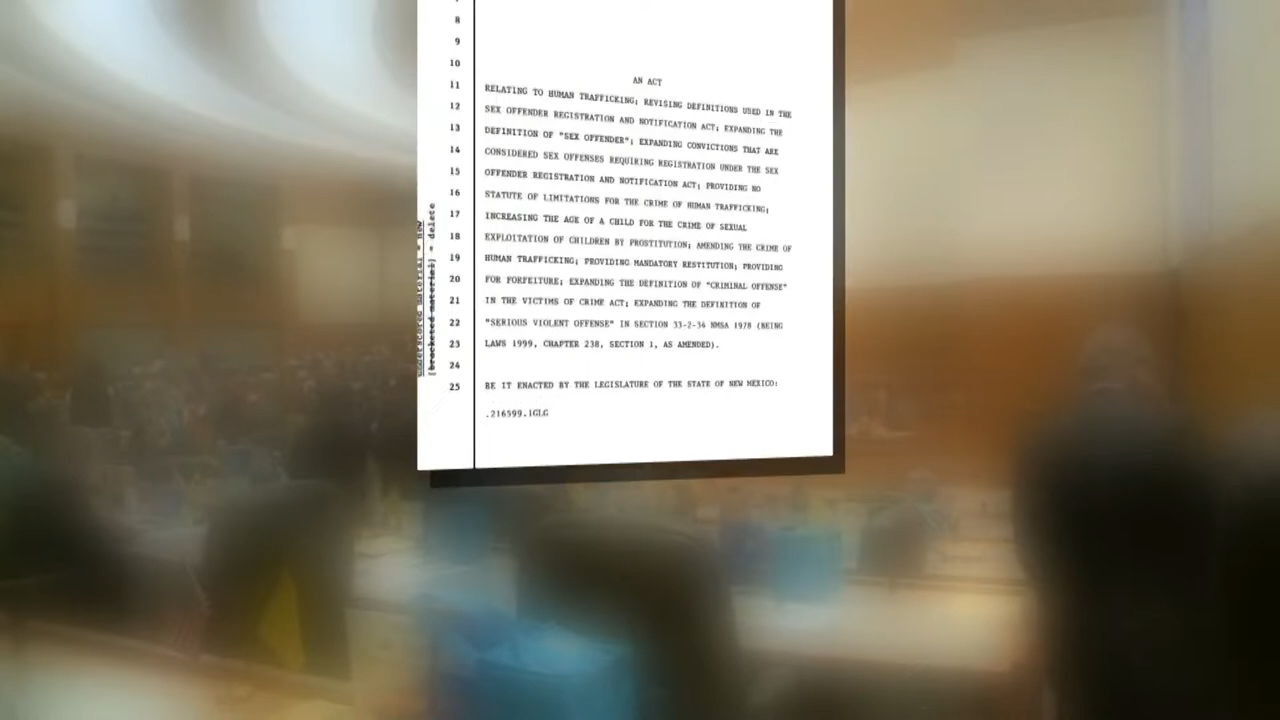 8
9
10
AN ACT
11 RELATING TO HUMAN TRAFFICKING; REVISING DEFINITIONS USED IN THE
12 SEX OFFENDER REGISTRATION AND NOTIFICATION ACT; EXPANDING THE
13 DEFINITION OF "SEX OFFENDER"; EXPANDING CONVICTIONS THAT ARE
14 CONSIDERED SEX OFFENSES REQUIRING REGISTRATION UNDER THE SEX
15 OFFENDER REGISTRATION AND NOTIFICATION ACT; PROVIDING NO
16 STATUTE OF LIMITATIONS FOR THE CRIME OF HUMAN TRAFFICKING;
17 INCREASING THE AGE OF A CHILD FOR THE CRIME OF SEXUAL
18 EXPLOITATION OF CHILDREN BY PROSTITUTION; AMENDING THE CRIME OF
19 HUMAN TRAFFICKING; PROVIDING MANDATORY RESTITUTION; PROVIDING
20 FOR FORFEITURE; EXPANDING THE DEFINITION OF "CRIMINAL OFFENSE"
21 IN THE VICTIMS OF CRIME ACT; EXPANDING THE DEFINITION OF
22 "SERIOUS VIOLENT OFFENSE" IN SECTION 33-2-34 NMSA 1978 (BEING
23 LAWS 1999, CHAPTER 238, SECTION 1, AS AMENDED).
24
25 BE IT ENACTED BY THE LEGISLATURE OF THE STATE OF NEW MEXICO:
.216599.1GLG
underscored material = new
[bracketed material] = delete